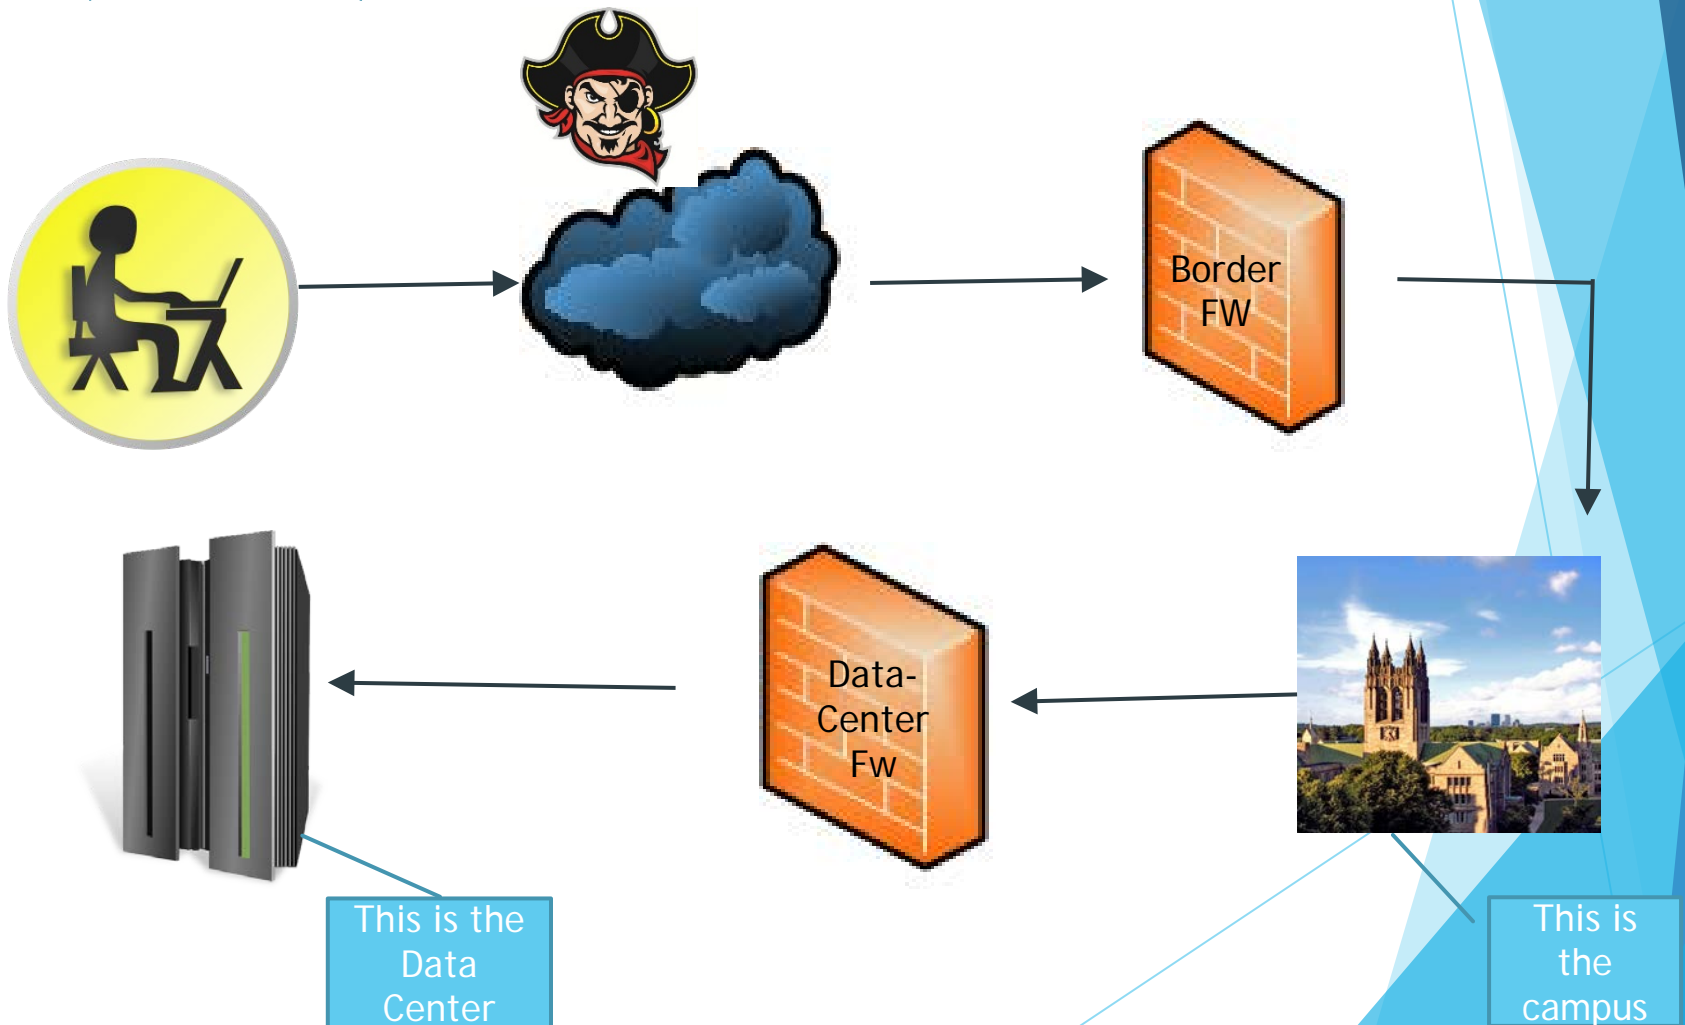 Border
FW
Data-
Center
Fw
This is the
Data
Center
This is
the
campus